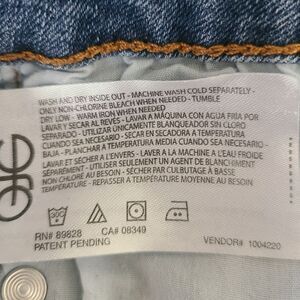 WASH AND DRY INSIDE OUT - MACHINE WASH COLD SEPARATELY -
ONLY NON-CHLORINE BLEACH WHEN NEEDED - TUMBLE
DRY LOW - WARM IRON WHEN NEEDED
LAVAR Y SECAR AL REVÉS - LAVAR A MÁQUINA CON AGUA FRIA POR
SEPARADO - UTILIZAR ÚNICAMENTE BLANQUEADOR SIN CLORO
CUANDO SEA NECESARIO - SECAR EN SECADORA A TEMPERATURA
BAJA - PLANCHAR A TEMPERATURA MEDIA CUANDO SEA NECESARIO
LAVER ET SÉCHER À L'ENVERS - LAVER A LA MACHINE À L'EAU FROIDE
SÉPARÉMENT - UTILISER SEULEMENT UN AGENT DE BLANCHIMENT
NON CHLORÉ AU BESOIN - SÉCHER PAR CULBUTAGE À BASSE
TEMPÉRATURE - REPASSER À TEMPÉRATURE MOYENNE AU BESOIN
30C
RN# 89828 CA# 08349
PATENT PENDING VENDOR# 1004220